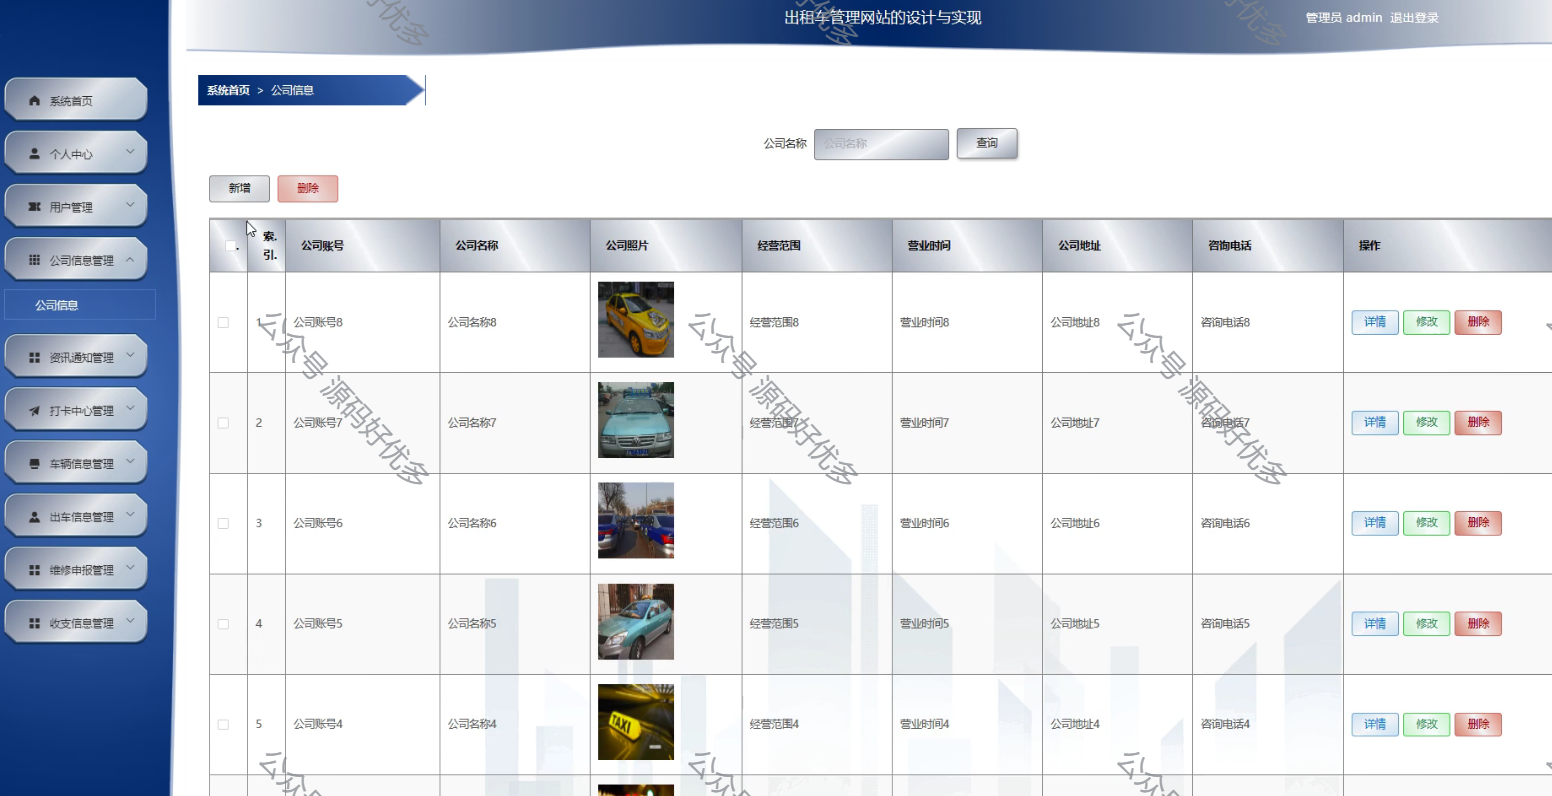 出租车管理网站的设计与实现
管理员 admin 退出登录
系统首页
个人中心
用户管理
公司信息管理
公司信息
资讯通知管理
打卡中心管理
车辆信息管理
出车信息管理
维修申报管理
收支信息管理
系统首页 > 公司信息
公司名称 公司名称 查询
新增 删除
索引. 公司账号 公司名称 公司照片 经营范围 营业时间 公司地址 咨询电话 操作
1 公司账号8 公司名称8 经营范围8 营业时间8 公司地址8 咨询电话8 详情 修改 删除
2 公司账号7 公司名称7 经营范围7 营业时间7 公司地址7 咨询电话7 详情 修改 删除
3 公司账号6 公司名称6 经营范围6 营业时间6 公司地址6 咨询电话6 详情 修改 删除
4 公司账号5 公司名称5 经营范围5 营业时间5 公司地址5 咨询电话5 详情 修改 删除
5 公司账号4 公司名称4 TAXI 经营范围4 营业时间4 公司地址4 咨询电话4 详情 修改 删除
公众号 源码好优多
公众号 源码好优多
公众号 源码好优多